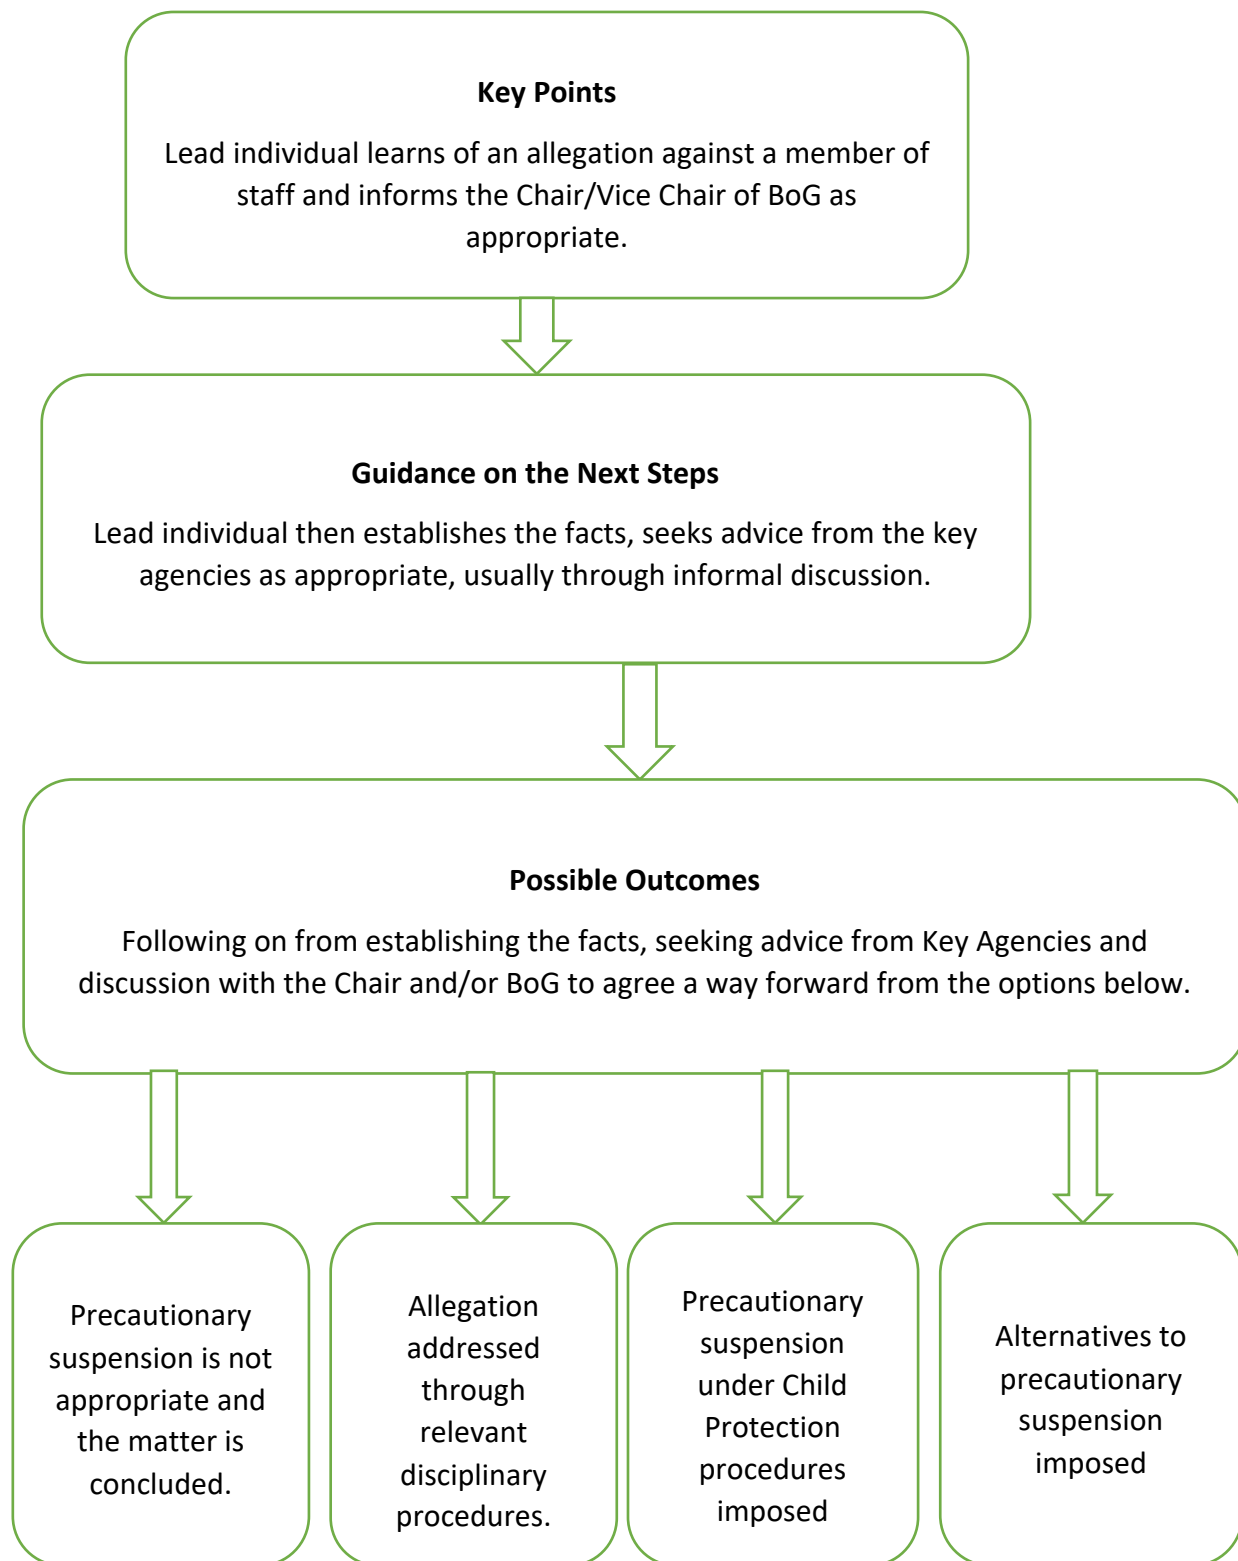 Key Points
Lead individual learns of an allegation against a member of
staff and informs the Chair/Vice Chair of BoG as
appropriate.
Guidance on the Next Steps
Lead individual then establishes the facts, seeks advice from the key
agencies as appropriate, usually through informal discussion.
Possible Outcomes
Following on from establishing the facts, seeking advice from Key Agencies and
discussion with the Chair and/or BoG to agree a way forward from the options below.
Precautionary
suspension is not
appropriate and
the matter is
concluded.
Allegation
addressed
through
relevant
disciplinary
procedures.
Precautionary
suspension
under Child
Protection
procedures
imposed
Alternatives to
precautionary
suspension
imposed